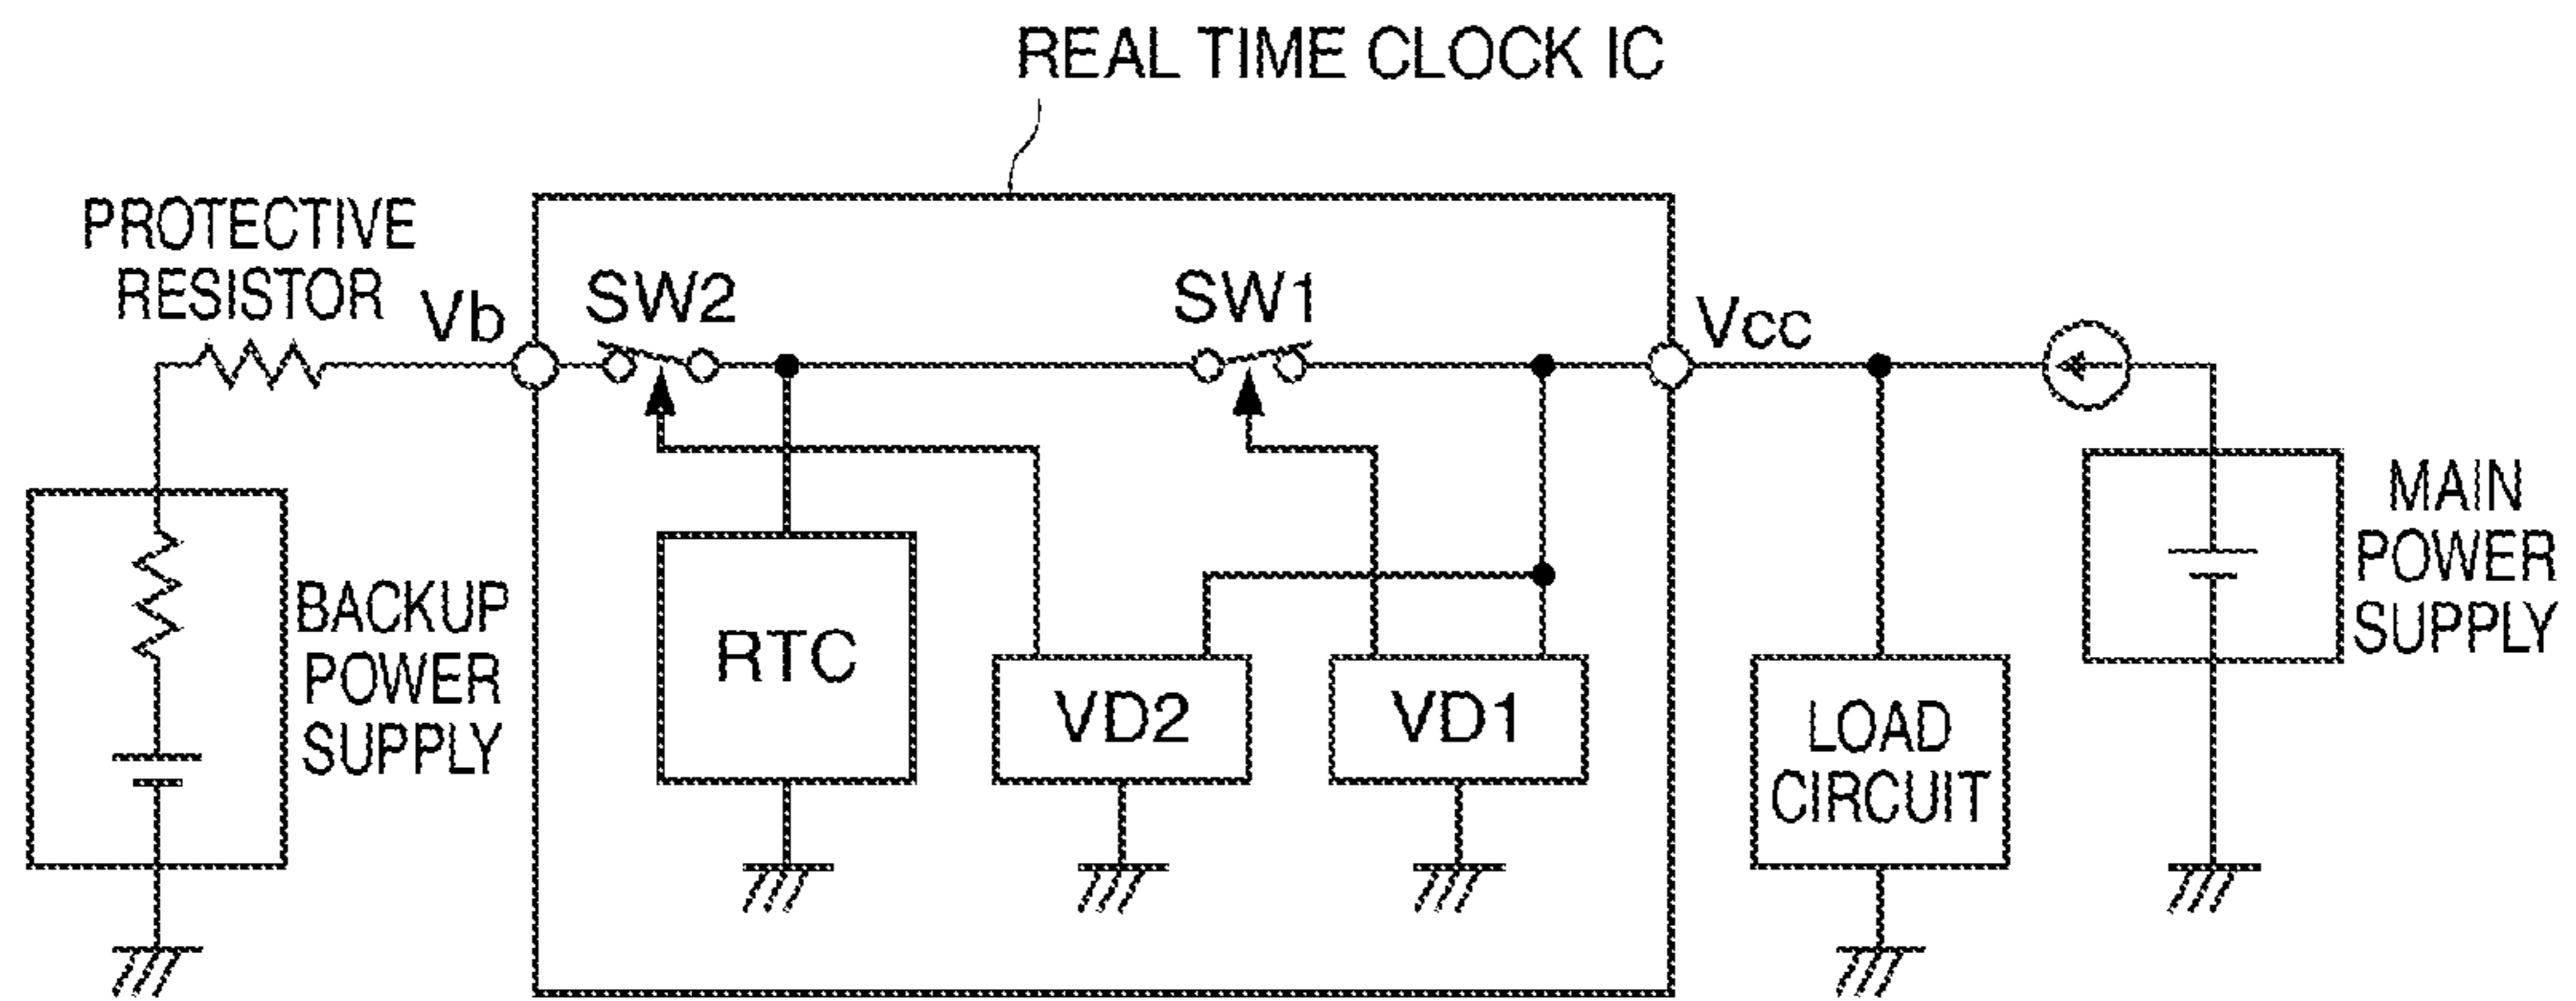 REAL TIME CLOCK IC
PROTECTIVE
RESISTOR
Vb
SW2
SW1
Vcc
MAIN
POWER
SUPPLY
BACKUP
POWER
SUPPLY
RTC
VD2
VD1
LOAD
CIRCUIT